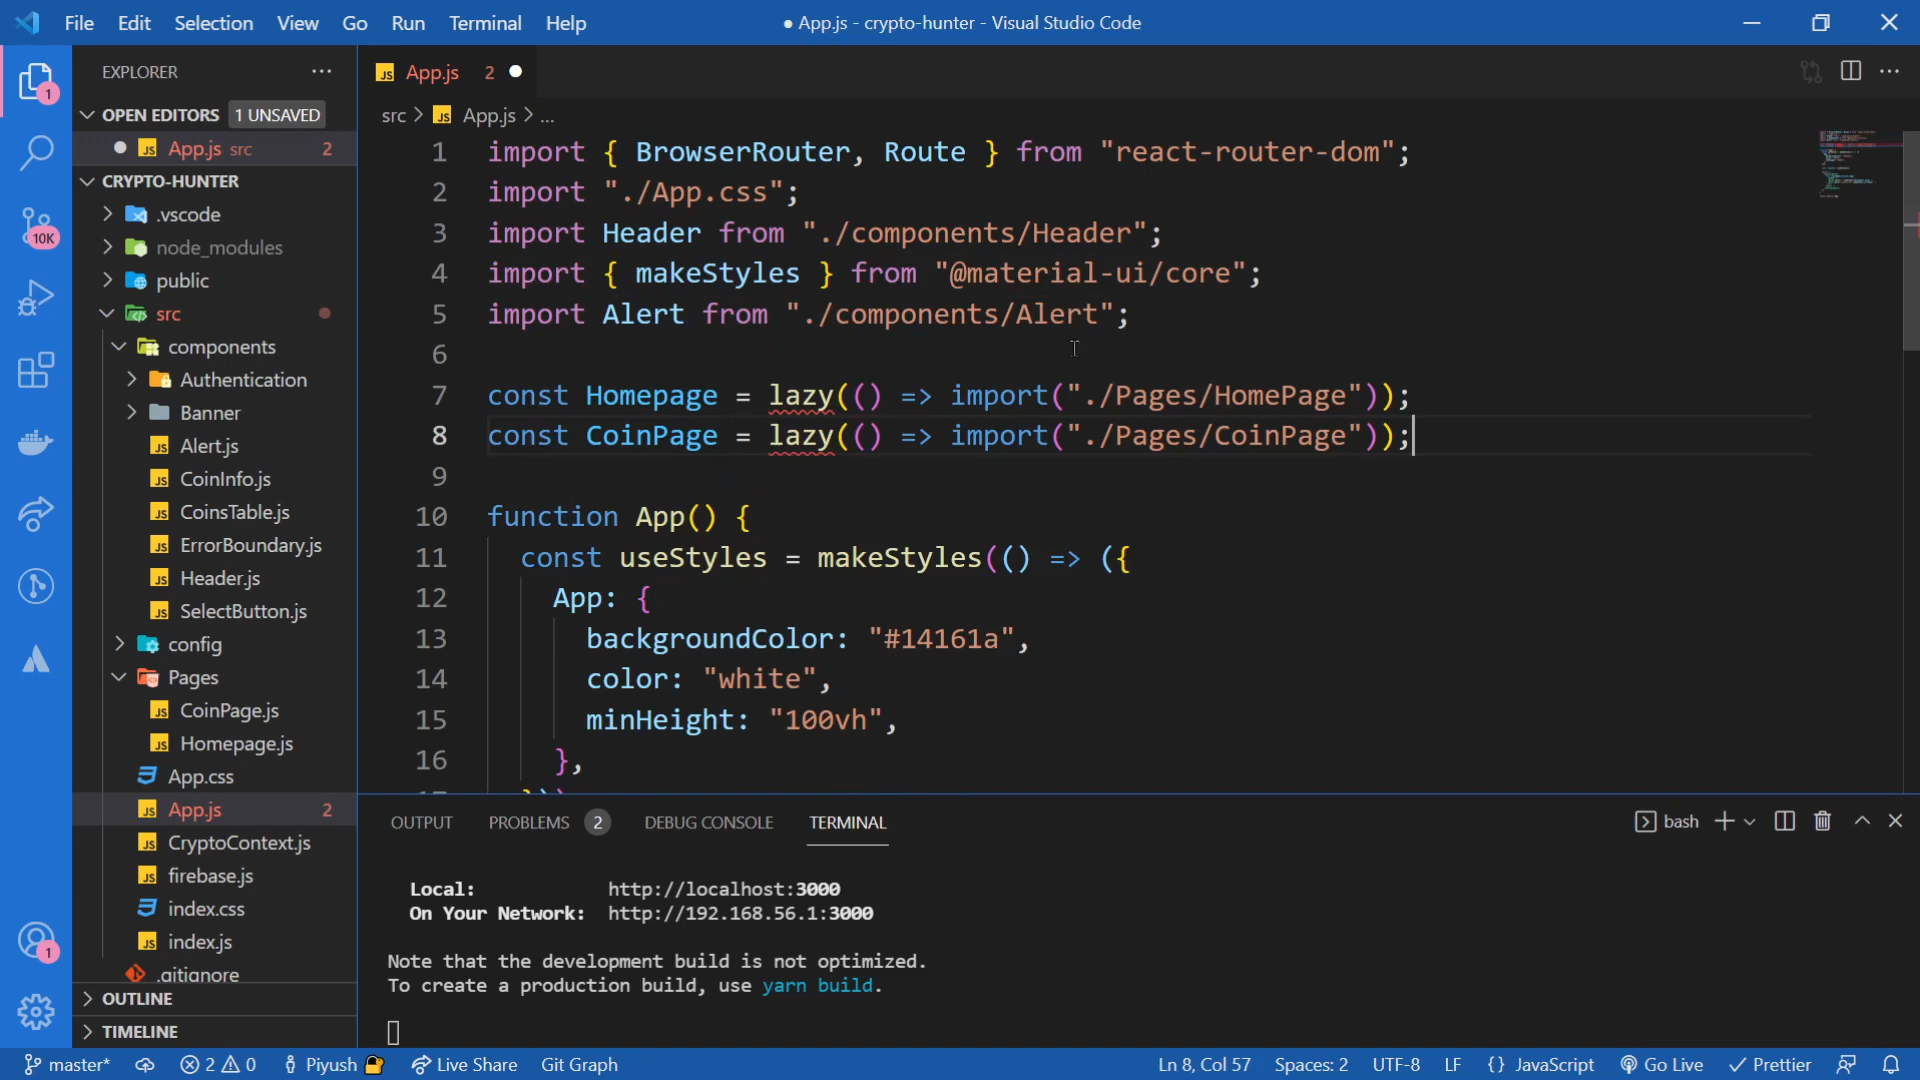 File Edit Selection View Go Run Terminal Help
● App.js - crypto-hunter - Visual Studio Code
EXPLORER
OPEN EDITORS 1 UNSAVED
App.js src 2
CRYPTO-HUNTER
.vscode
node_modules
public
src
components
Authentication
Banner
Alert.js
CoinInfo.js
CoinsTable.js
ErrorBoundary.js
Header.js
SelectButton.js
config
Pages
CoinPage.js
Homepage.js
App.css
App.js 2
CryptoContext.js
firebase.js
index.css
index.js
.gitignore
OUTLINE
TIMELINE
1
10K
1
App.js 2
src > App.js > ...
1 import { BrowserRouter, Route } from "react-router-dom";
2 import "./App.css";
3 import Header from "./components/Header";
4 import { makeStyles } from "@material-ui/core";
5 import Alert from "./components/Alert";
6
7 const Homepage = lazy(() => import("./Pages/HomePage"));
8 const CoinPage = lazy(() => import("./Pages/CoinPage"));
9
10 function App() {
11 const useStyles = makeStyles(() => ({
12 App: {
13 backgroundColor: "#14161a",
14 color: "white",
15 minHeight: "100vh",
16 },
OUTPUT PROBLEMS 2 DEBUG CONSOLE TERMINAL
bash
Local: http://localhost:3000
On Your Network: http://192.168.56.1:3000
Note that the development build is not optimized.
To create a production build, use yarn build.
master* 2 0 Piyush Live Share Git Graph
Ln 8, Col 57 Spaces: 2 UTF-8 LF {} JavaScript Go Live Prettier